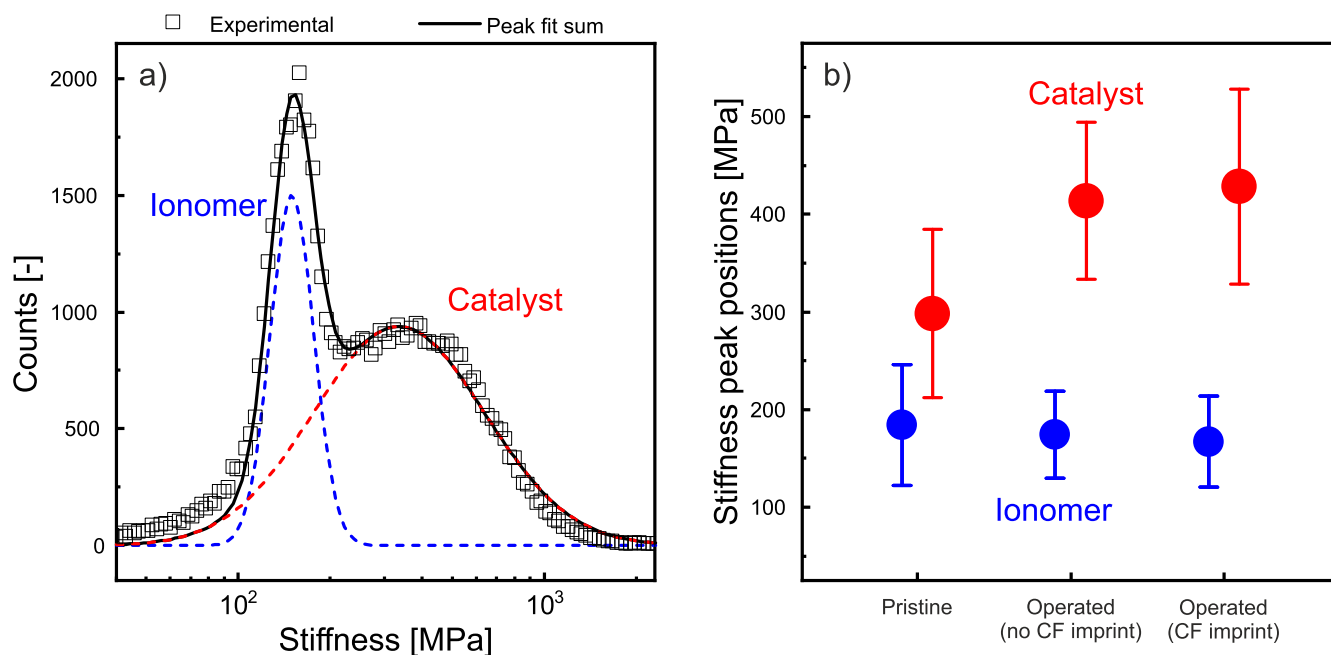 Experimental
Peak fit sum
a)
2000
1500
1000
500
0
Counts [-]
Ionomer
Catalyst
10²
10³
Stiffness [MPa]
b)
500
400
300
200
100
Stiffness peak positions [MPa]
Catalyst
Ionomer
Pristine
Operated
(no CF imprint)
Operated
(CF imprint)